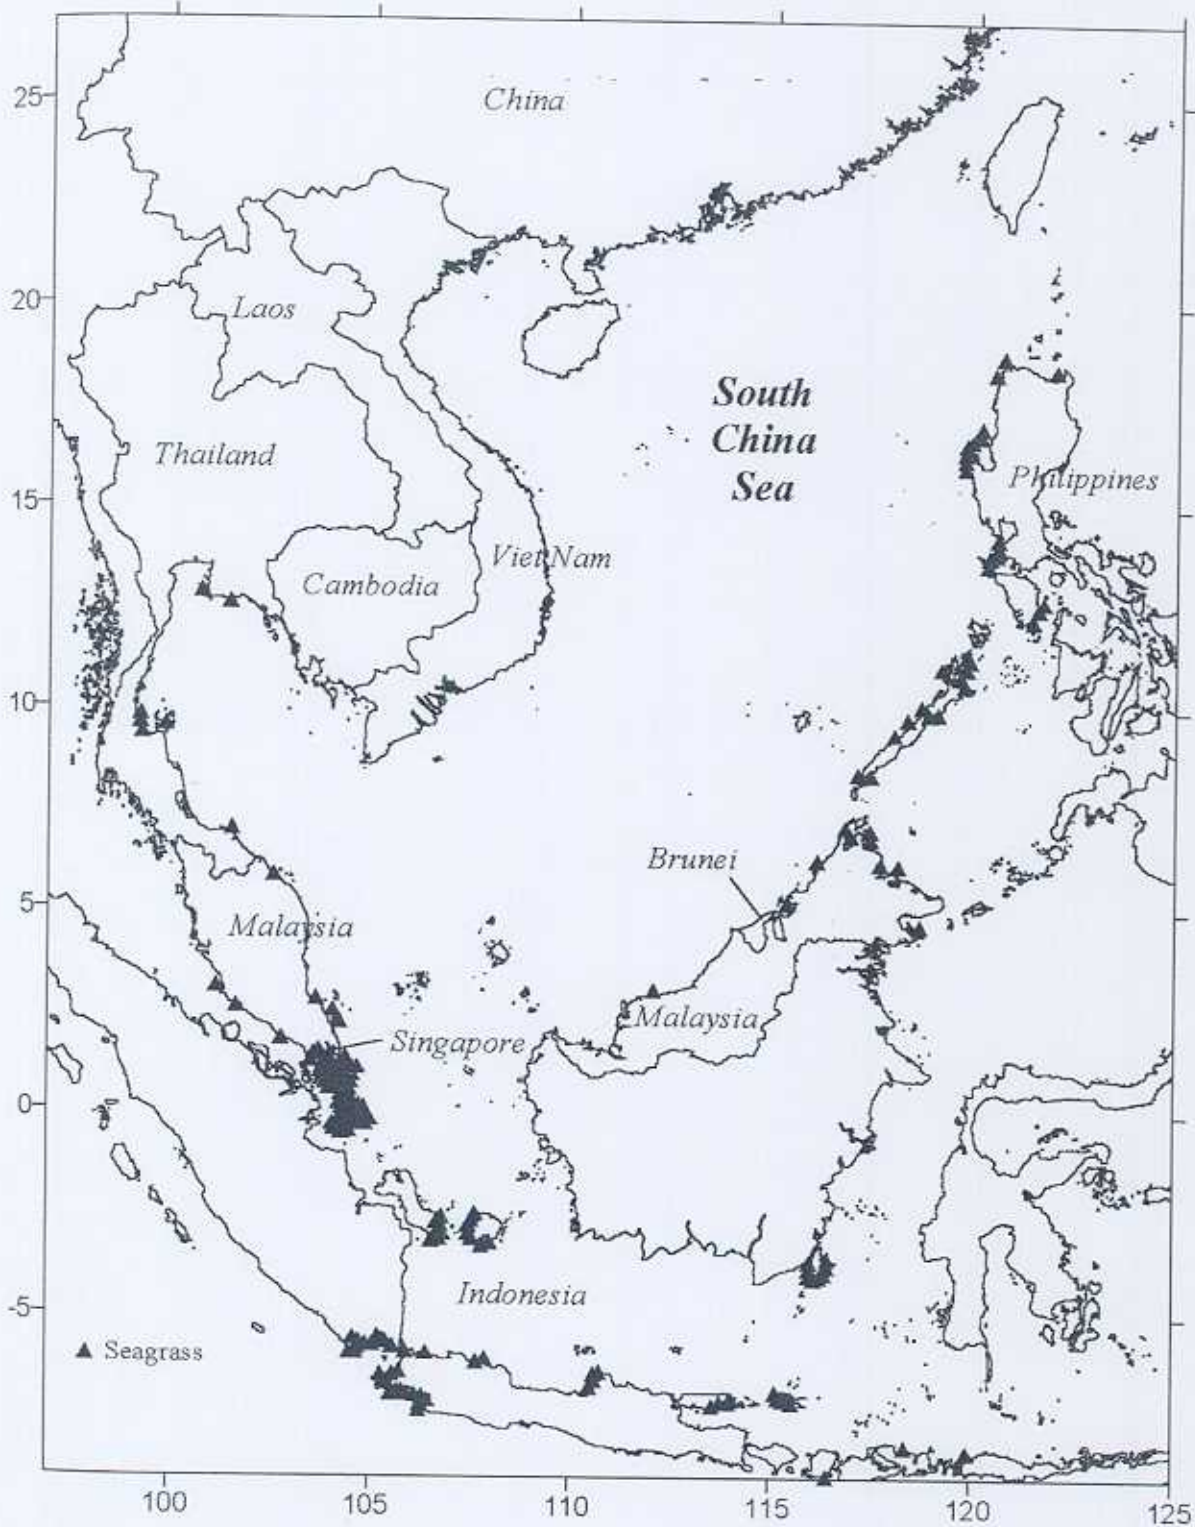 25
China
20
Laos
South
China
Sea
Thailand
Philippines
15
Viet Nam
Cambodia
10
Brunei
5
Malaysia
Malaysia
Singapore
0
Indonesia
-5
Seagrass
100
105
110
115
120
125